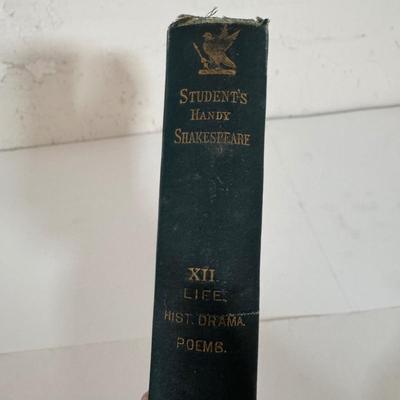 STUDENT'S
HANDY
SHAKESPEARE
XII
LIFE.
HIST. DRAMA.
POEMS.